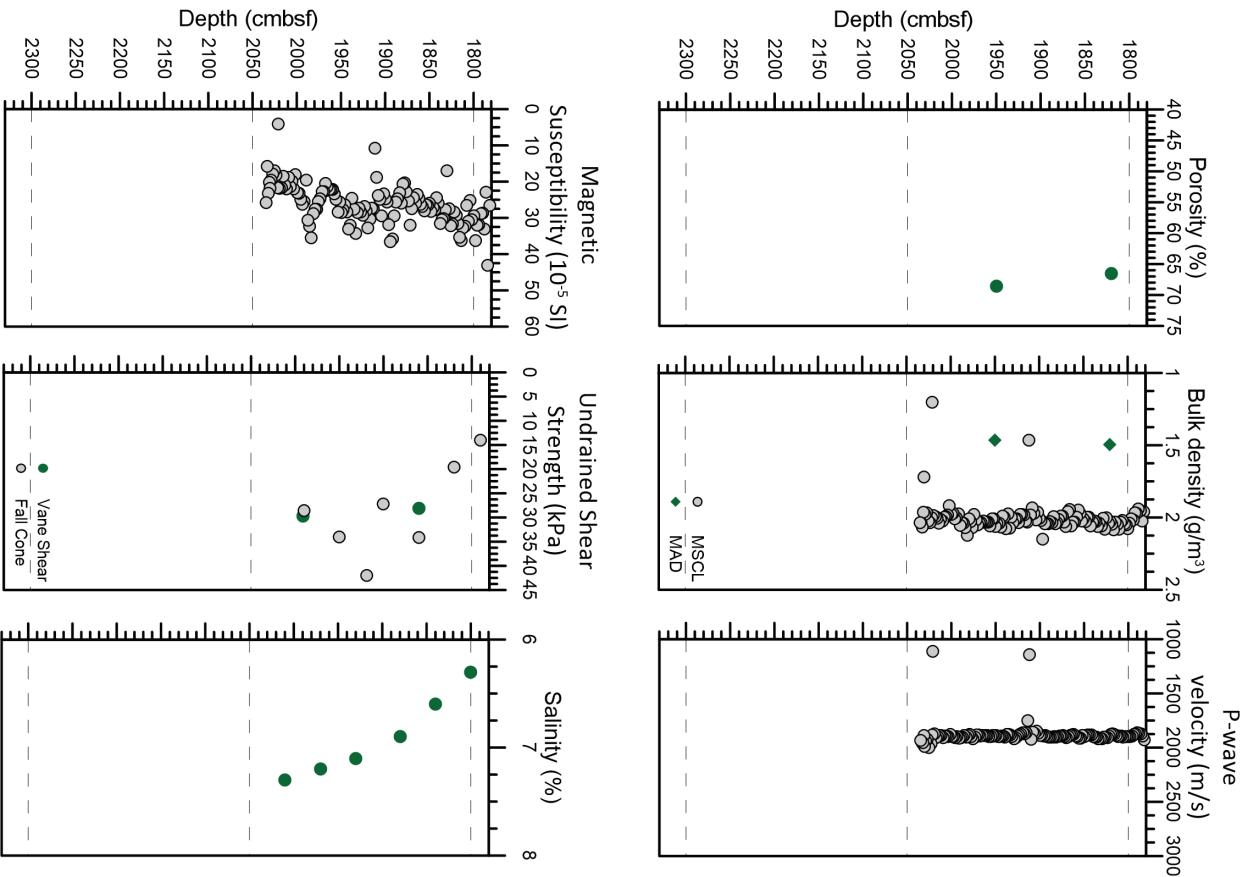 Depth (cmbsf)
2300 2250 2200 2150 2100 2050 2000 1950 1900 1850 1800
0 10 20 30 40 50 60
Magnetic
Susceptibility (10-5 SI)
0 5 10 15 20 25 30 35 40 45
Undrained Shear
Strength (kPa)
Vane Shear
Fall Cone
6 7 8
Salinity (%)
Depth (cmbsf)
2300 2250 2200 2150 2100 2050 2000 1950 1900 1850 1800
40 45 50 55 60 65 70 75
Porosity (%)
1 1.5 2 2.5
Bulk density (g/m³)
MSCL
MAD
1000 1500 2000 2500 3000
P-wave
velocity (m/s)